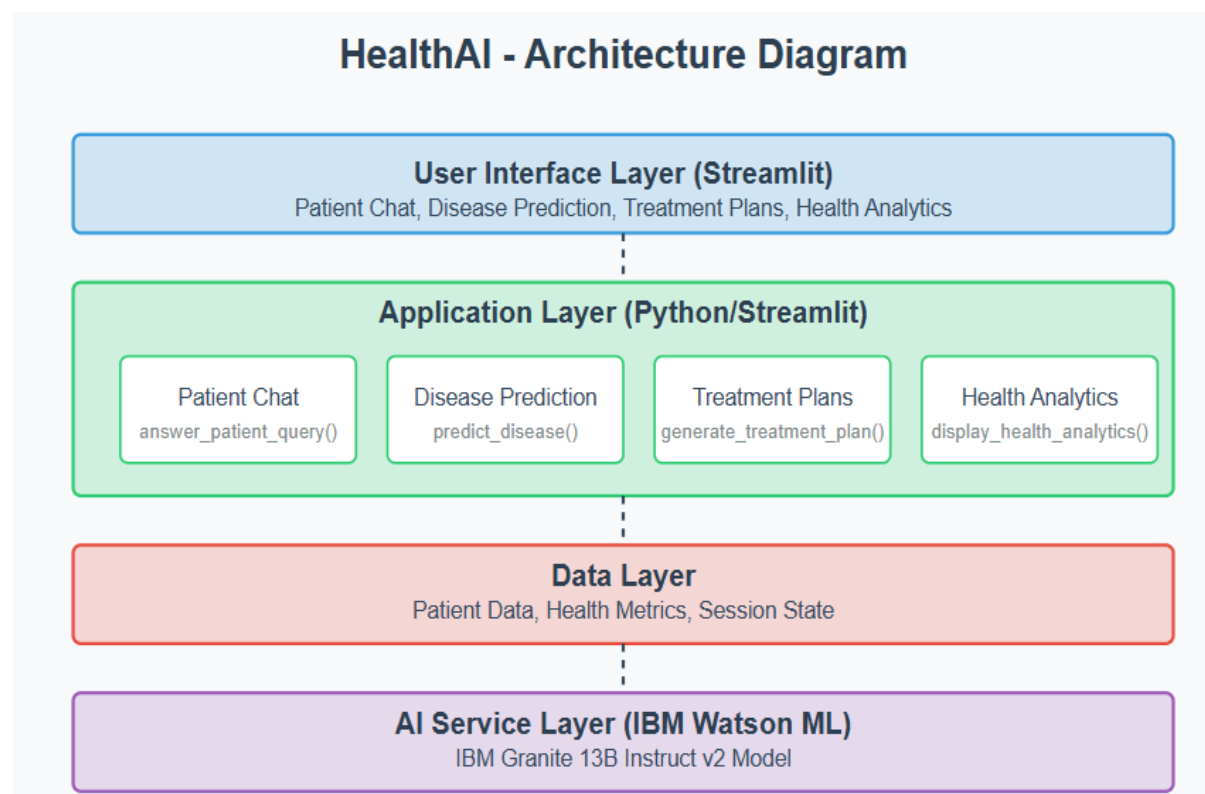 HealthAI - Architecture Diagram
User Interface Layer (Streamlit)
Patient Chat, Disease Prediction, Treatment Plans, Health Analytics
Application Layer (Python/Streamlit)
Patient Chat
answer_patient_query()
Disease Prediction
predict_disease()
Treatment Plans
generate_treatment_plan()
Health Analytics
display_health_analytics()
Data Layer
Patient Data, Health Metrics, Session State
AI Service Layer (IBM Watson ML)
IBM Granite 13B Instruct v2 Model